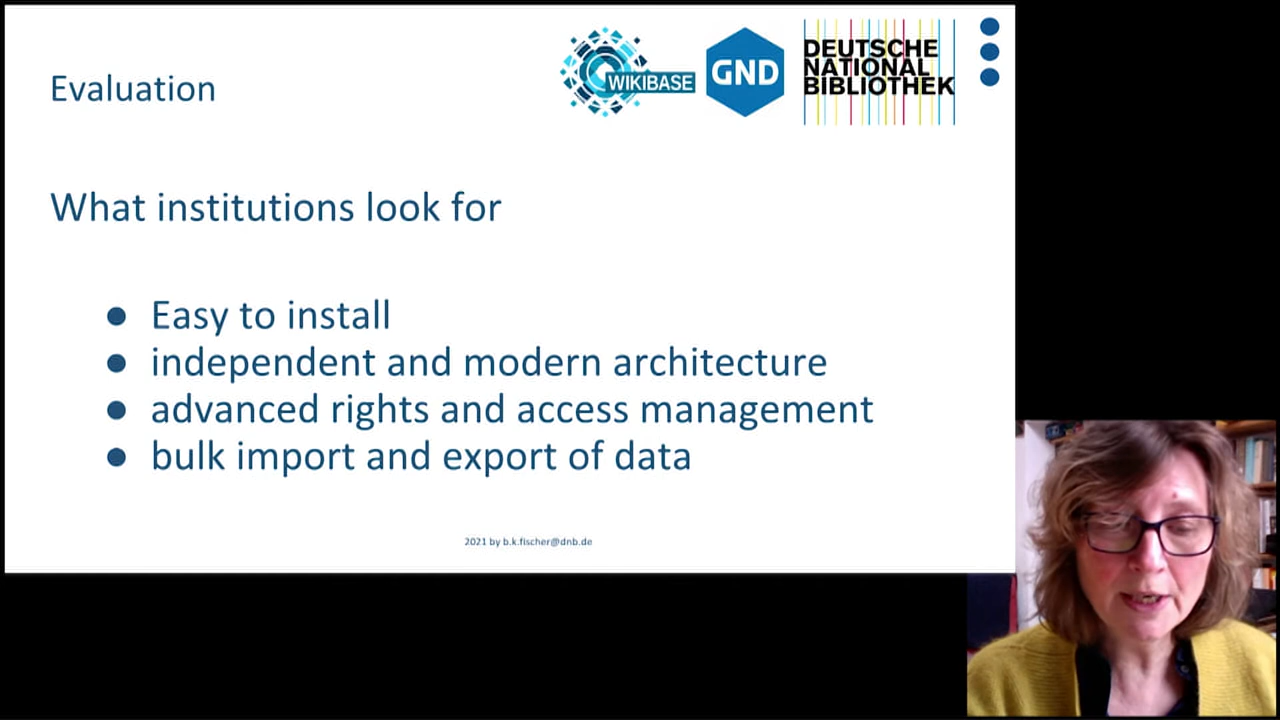 Evaluation
WIKIBASE
GND
DEUTSCHE
NATIONAL
BIBLIOTHEK
What institutions look for
● Easy to install
● independent and modern architecture
● advanced rights and access management
● bulk import and export of data
2021 by b.k.fischer@dnb.de